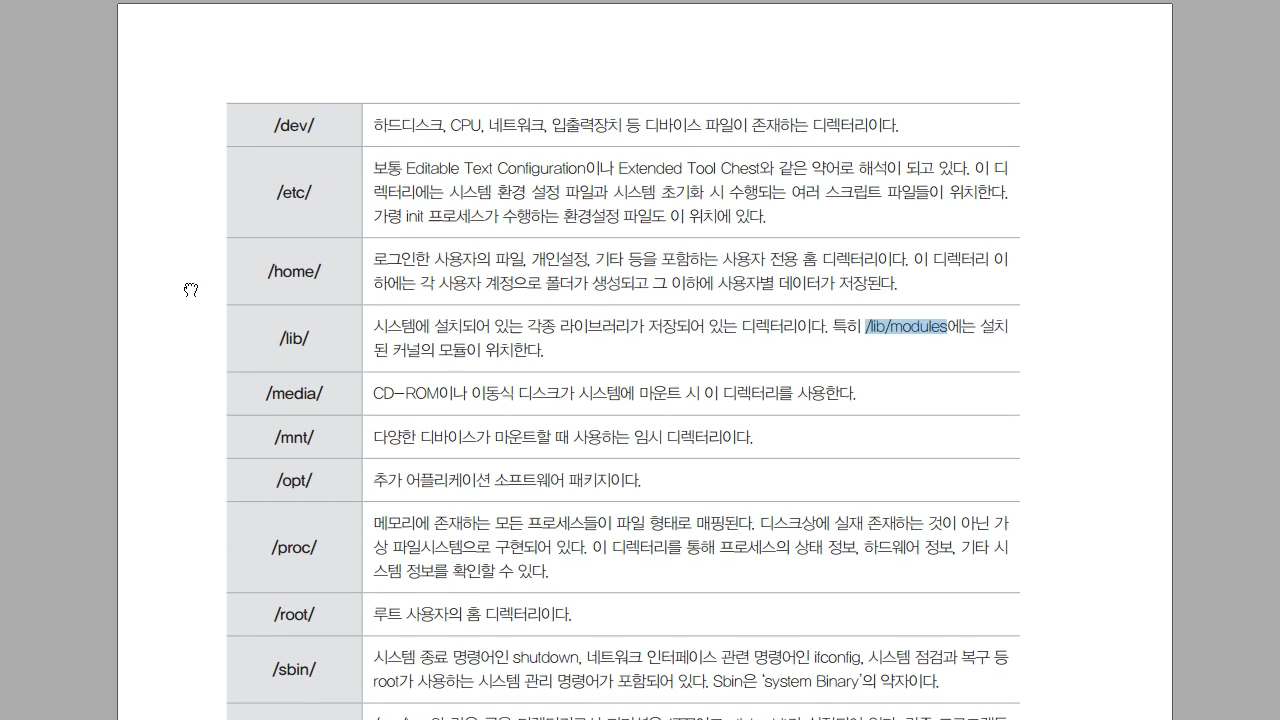 /dev/
하드디스크, CPU, 네트워크, 입출력장치 등 디바이스 파일이 존재하는 디렉터리이다.
/etc/
보통 Editable Text Configuration이나 Extended Tool Chest와 같은 약어로 해석이 되고 있다. 이 디
렉터리에는 시스템 환경 설정 파일과 시스템 초기화 시 수행되는 여러 스크립트 파일들이 위치한다.
가령 init 프로세스가 수행하는 환경설정 파일도 이 위치에 있다.
/home/
로그인한 사용자의 파일, 개인설정, 기타 등을 포함하는 사용자 전용 홈 디렉터리이다. 이 디렉터리 이
하에는 각 사용자 계정으로 폴더가 생성되고 그 이하에 사용자별 데이터가 저장된다.
/lib/
시스템에 설치되어 있는 각종 라이브러리가 저장되어 있는 디렉터리이다. 특히 /lib/modules에는 설치
된 커널의 모듈이 위치한다.
/media/
CD-ROM이나 이동식 디스크가 시스템에 마운트 시 이 디렉터리를 사용한다.
/mnt/
다양한 디바이스가 마운트할 때 사용하는 임시 디렉터리이다.
/opt/
추가 어플리케이션 소프트웨어 패키지이다.
/proc/
메모리에 존재하는 모든 프로세스들이 파일 형태로 매핑된다. 디스크상에 실재 존재하는 것이 아닌 가
상 파일시스템으로 구현되어 있다. 이 디렉터리를 통해 프로세스의 상태 정보, 하드웨어 정보, 기타 시
스템 정보를 확인할 수 있다.
/root/
루트 사용자의 홈 디렉터리이다.
/sbin/
시스템 종료 명령어인 shutdown, 네트워크 인터페이스 관련 명령어인 ifconfig, 시스템 점검과 복구 등
root가 사용하는 시스템 관리 명령어가 포함되어 있다. Sbin은 ‘system Binary’의 약자이다.